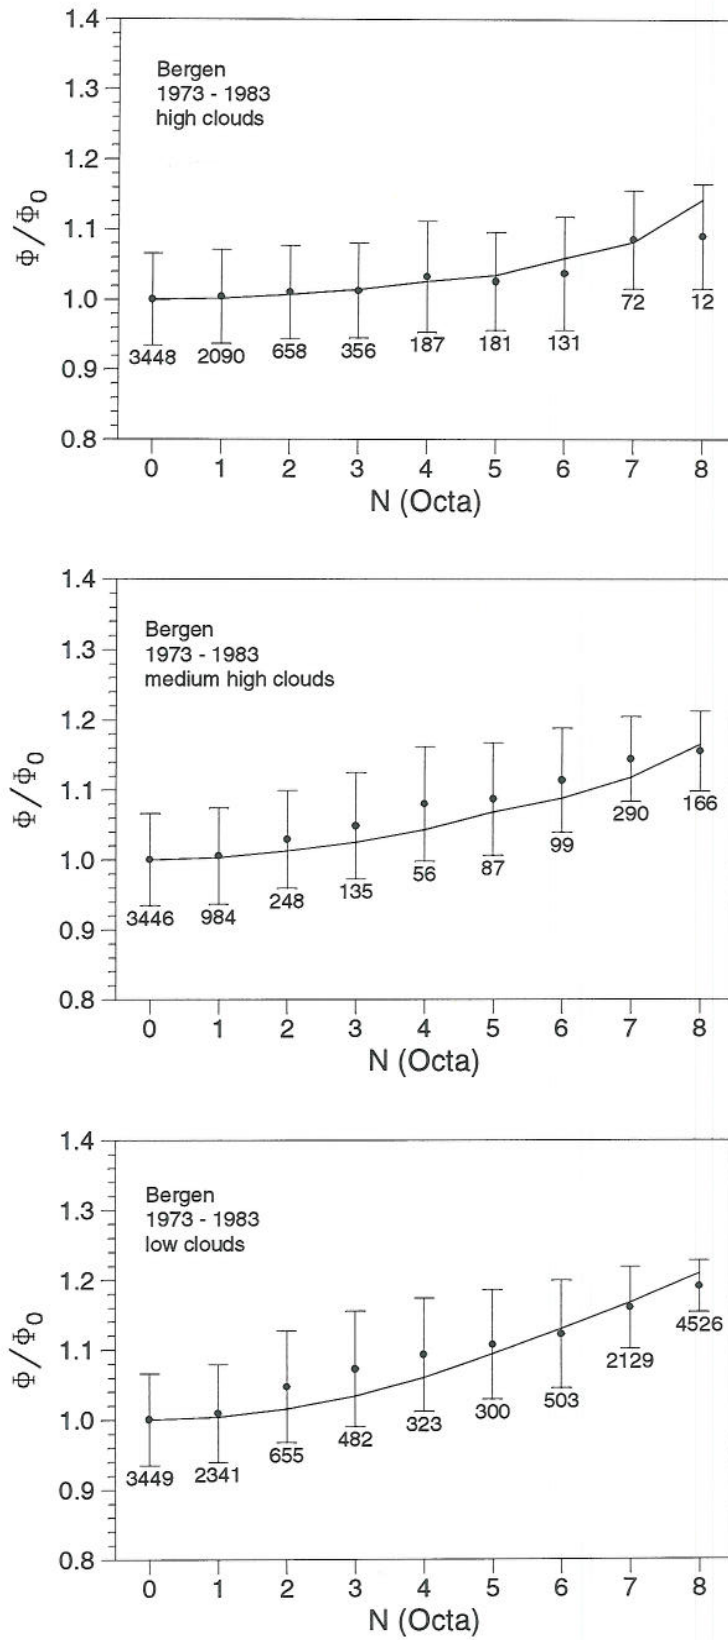 1.4
Bergen
1973 - 1983
high clouds
1.3
1.2
Φ/Φ0
1.1
1.0
0.9
0.8
3448 2090 658 356 187 181 131 72 12
0 1 2 3 4 5 6 7 8
N (Octa)
1.4
Bergen
1973 - 1983
medium high clouds
1.3
1.2
Φ/Φ0
1.1
1.0
0.9
0.8
3446 984 248 135 56 87 99 290 166
0 1 2 3 4 5 6 7 8
N (Octa)
1.4
Bergen
1973 - 1983
low clouds
1.3
1.2
Φ/Φ0
1.1
1.0
0.9
0.8
3449 2341 655 482 323 300 503 2129 4526
0 1 2 3 4 5 6 7 8
N (Octa)